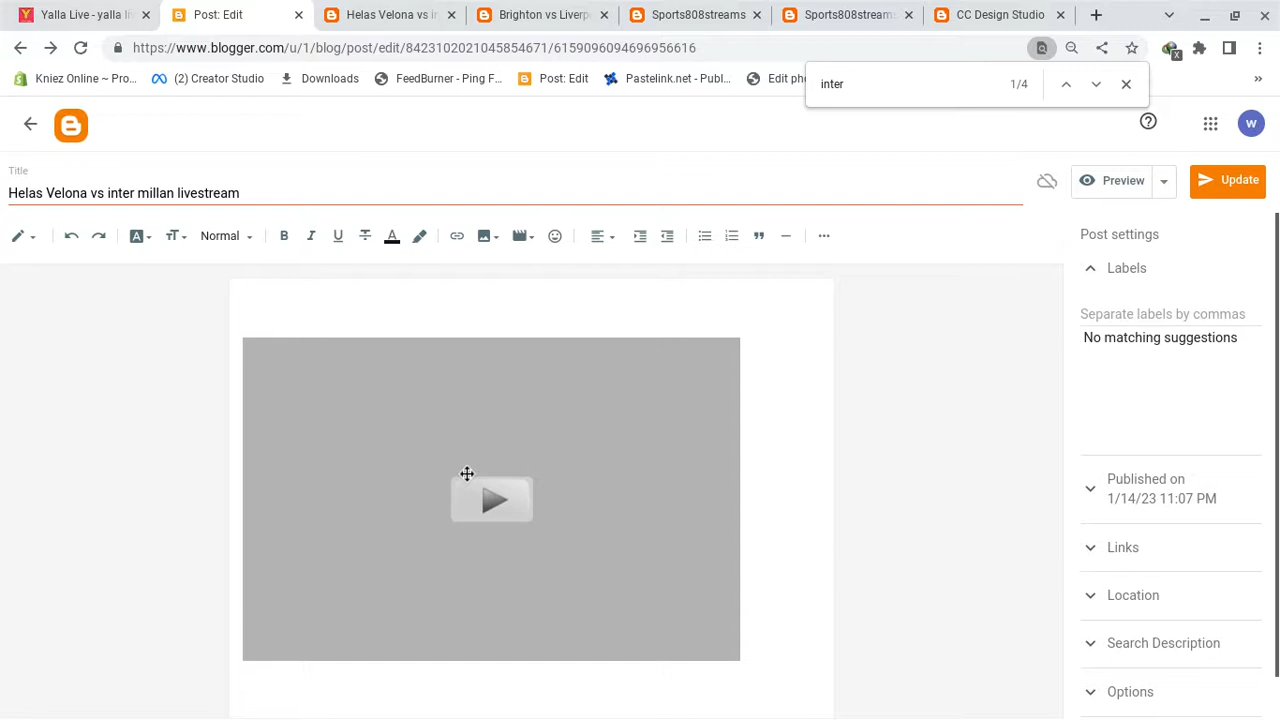 Yalla Live - yalla li
Post: Edit
Helas Velona vs in
Brighton vs Liverp
Sports808streams
Sports808stream
CC Design Studio
https://www.blogger.com/u/1/blog/post/edit/8423102021045854671/6159096094696956616
X
Kniez Online ~ Pro...
(2) Creator Studio
Downloads
FeedBurner - Ping F...
Post: Edit
Pastelink.net - Publ...
Edit pho
»
inter 1/4
W
Title
Helas Velona vs inter millan livestream
Preview
Update
A
Normal
B I U A
Post settings
Labels
Separate labels by commas
No matching suggestions
Published on
1/14/23 11:07 PM
Links
Location
Search Description
Options